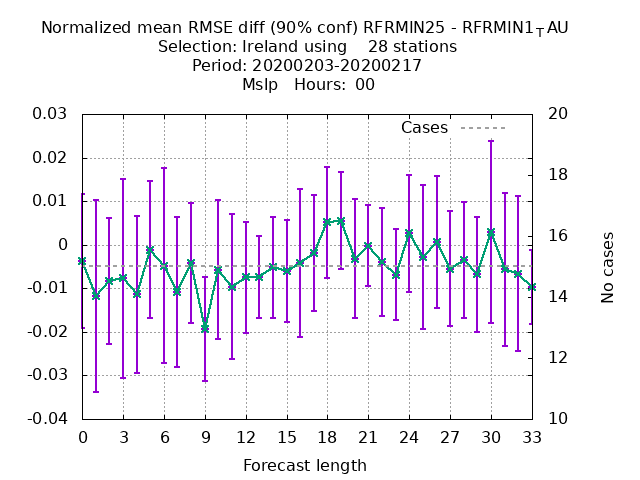 Normalized mean RMSE diff (90% conf) RFRMIN25 - RFRMIN1_TAU
Selection: Ireland using 28 stations
Period: 20200203-20200217
Mslp Hours: 00
Cases
0.03
0.02
0.01
0
-0.01
-0.02
-0.03
-0.04
20
18
16
14
12
10
No cases
0 3 6 9 12 15 18 21 24 27 30 33
Forecast length